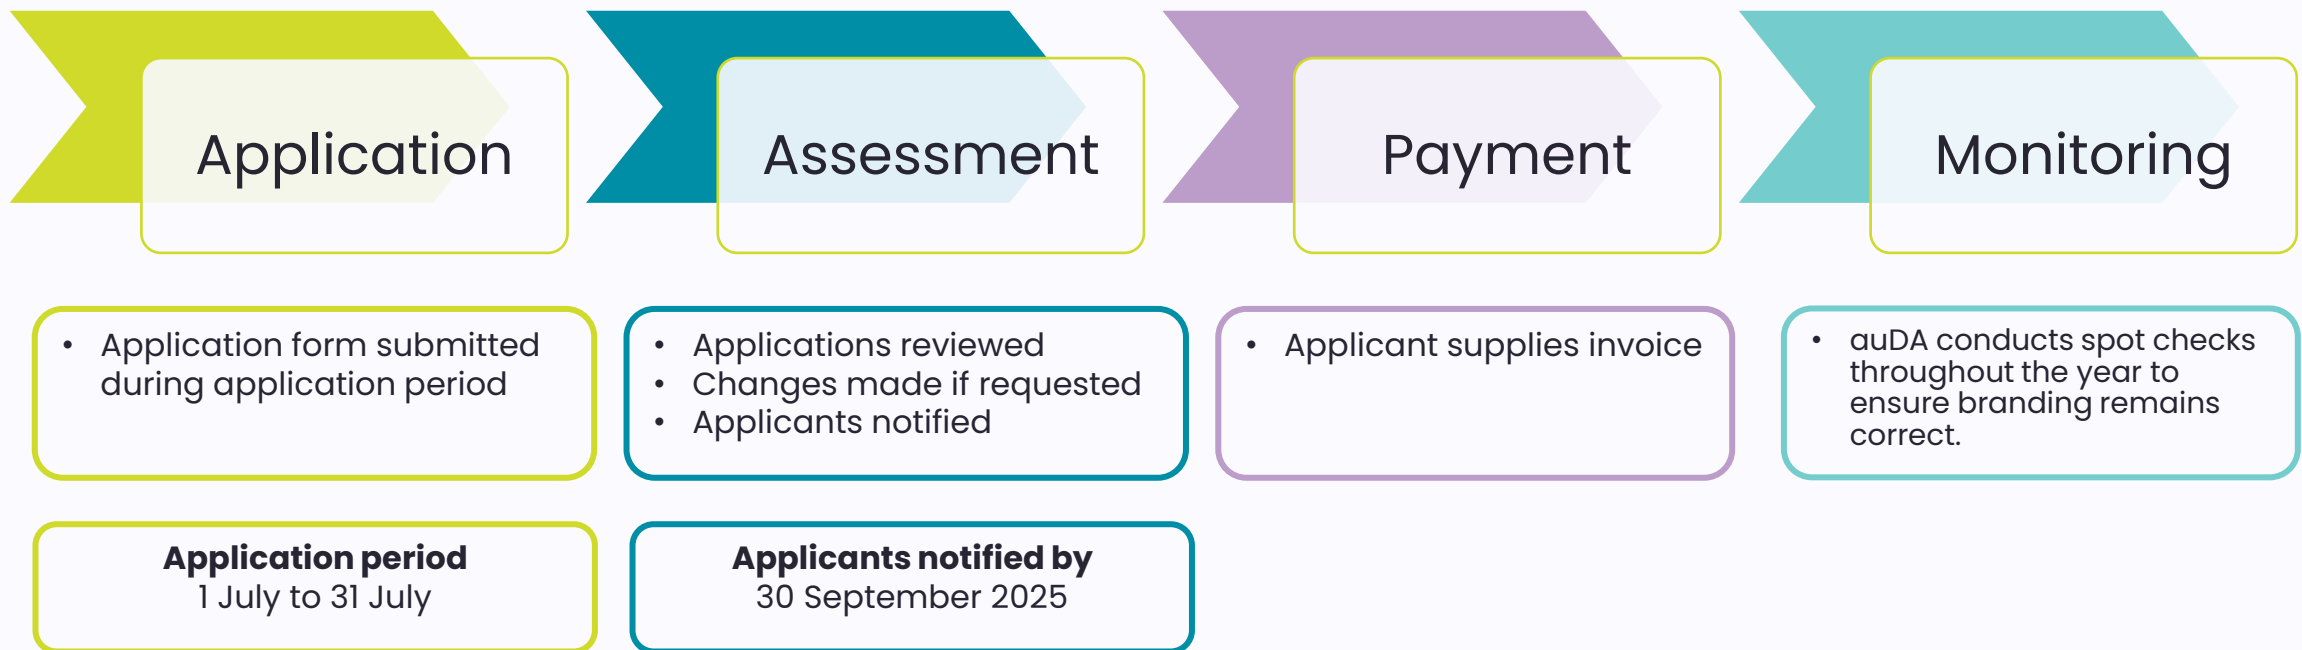 Application
Assessment
Payment
Monitoring
• Application form submitted
during application period
• Applications reviewed
• Changes made if requested
• Applicants notified
• Applicant supplies invoice
• auDA conducts spot checks
throughout the year to
ensure branding remains
correct.
Application period
1 July to 31 July
Applicants notified by
30 September 2025